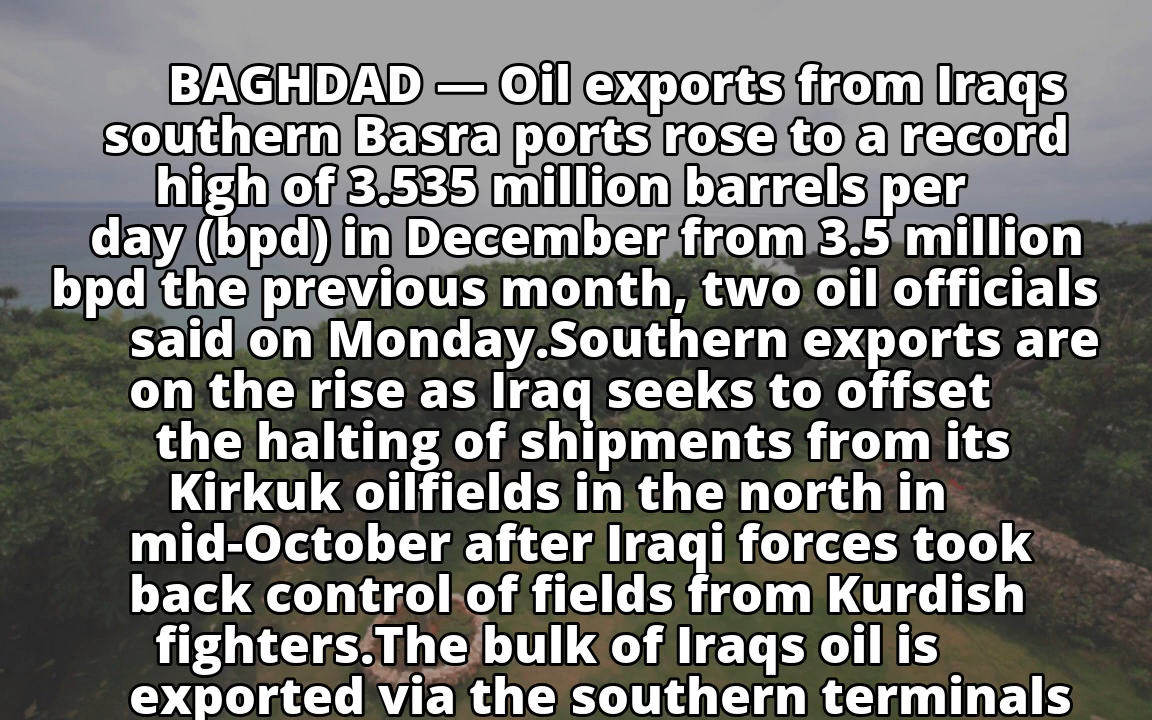 BAGHDAD — Oil exports from Iraqs
southern Basra ports rose to a record
high of 3.535 million barrels per
day (bpd) in December from 3.5 million
bpd the previous month, two oil officials
said on Monday.Southern exports are
on the rise as Iraq seeks to offset
the halting of shipments from its
Kirkuk oilfields in the north in
mid-October after Iraqi forces took
back control of fields from Kurdish
fighters.The bulk of Iraqs oil is
exported via the southern terminals